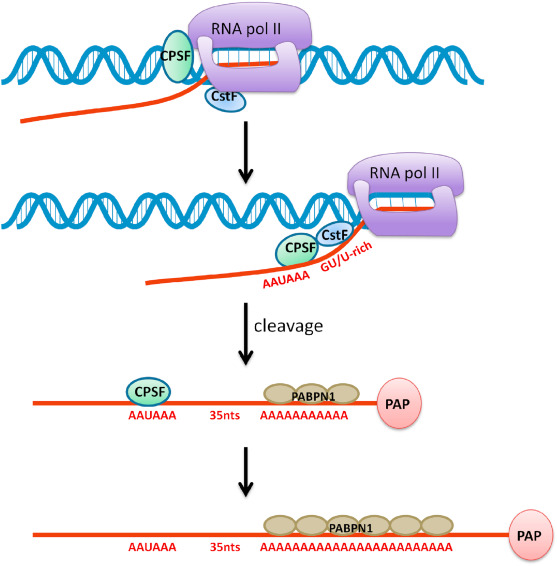 RNA pol II
CPSF
CstF
RNA pol II
CstF
CPSF
GU/U-rich
AAUAAA
cleavage
CPSF
PABPN1
PAP
AAUAAA 35nts AAAAAAAAAAA
PABPN1
PAP
AAUAAA 35nts AAAAAAAAAAAAAAAAAAAAAAAA